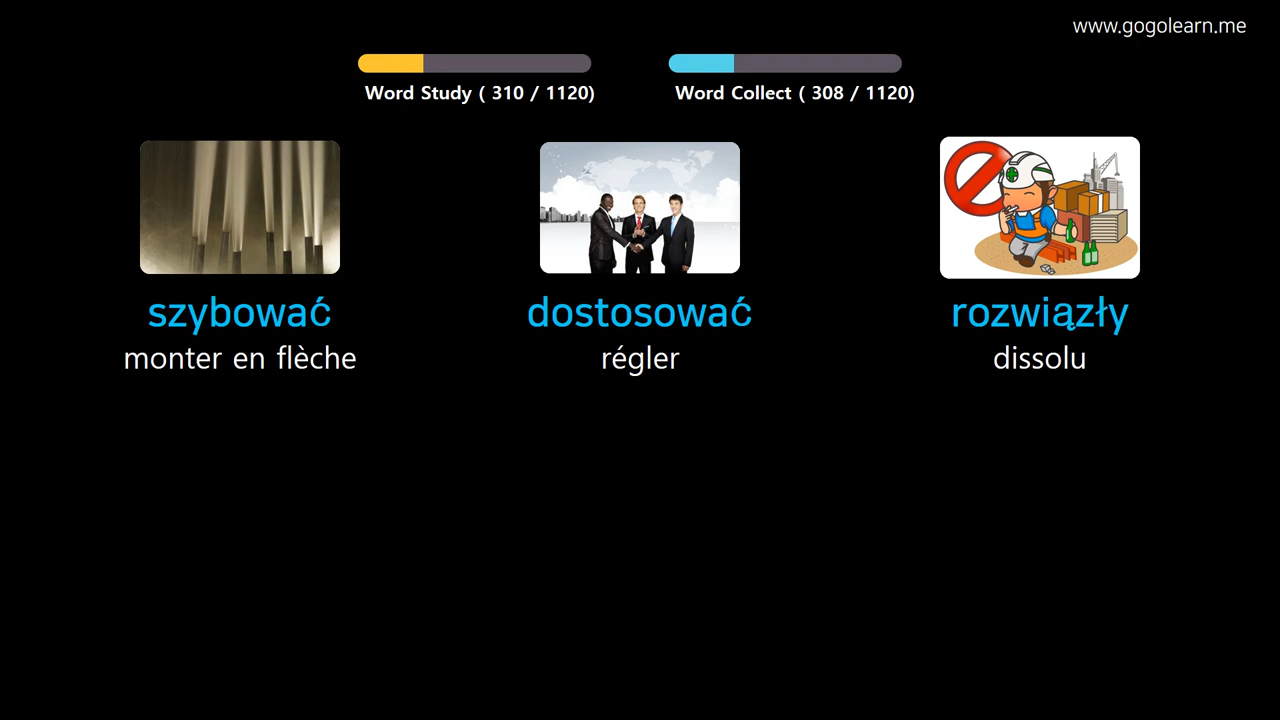 www.gogolearn.me
Word Study ( 310 / 1120)
Word Collect ( 308 / 1120)
szybować
dostosować
rozwiązły
monter en flèche
régler
dissolu